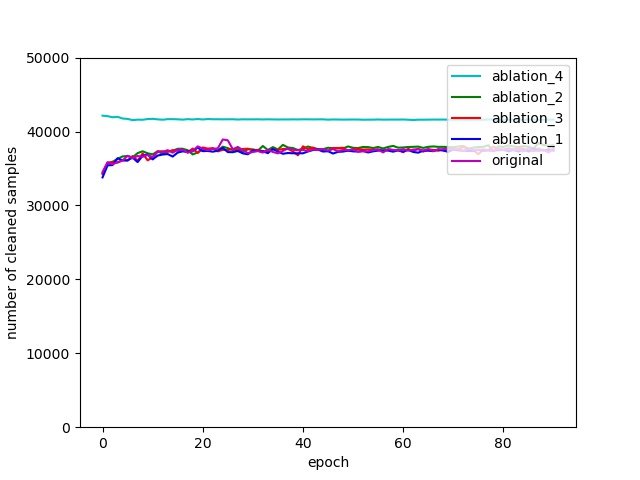 50000
40000
30000
20000
10000
0
number of cleaned samples
0 20 40 60 80
epoch
ablation_4
ablation_2
ablation_3
ablation_1
original